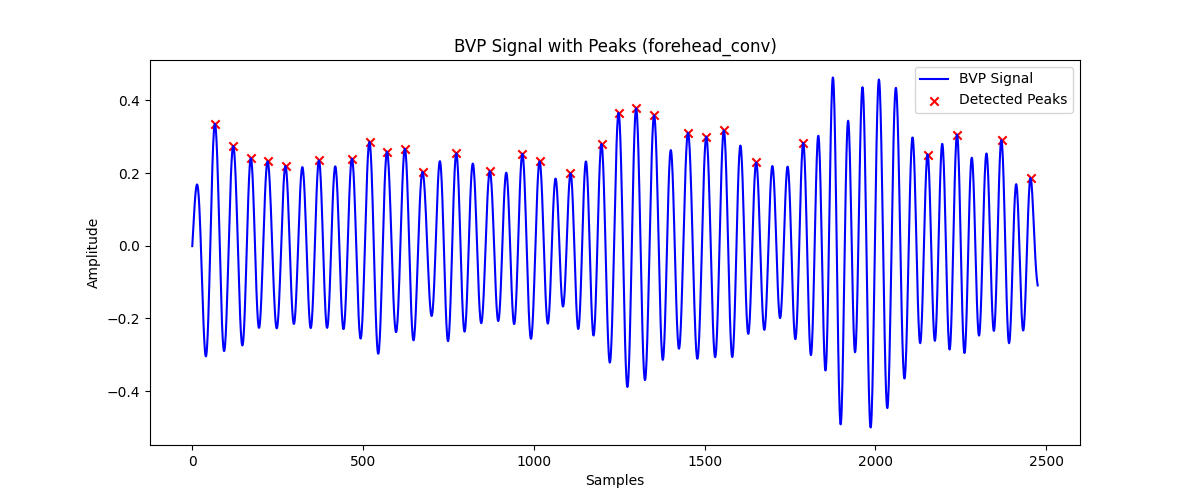 BVP Signal with Peaks (forehead_conv)
BVP Signal
Detected Peaks
Amplitude
0.4
0.2
0.0
−0.2
−0.4
0 500 1000 1500 2000 2500
Samples